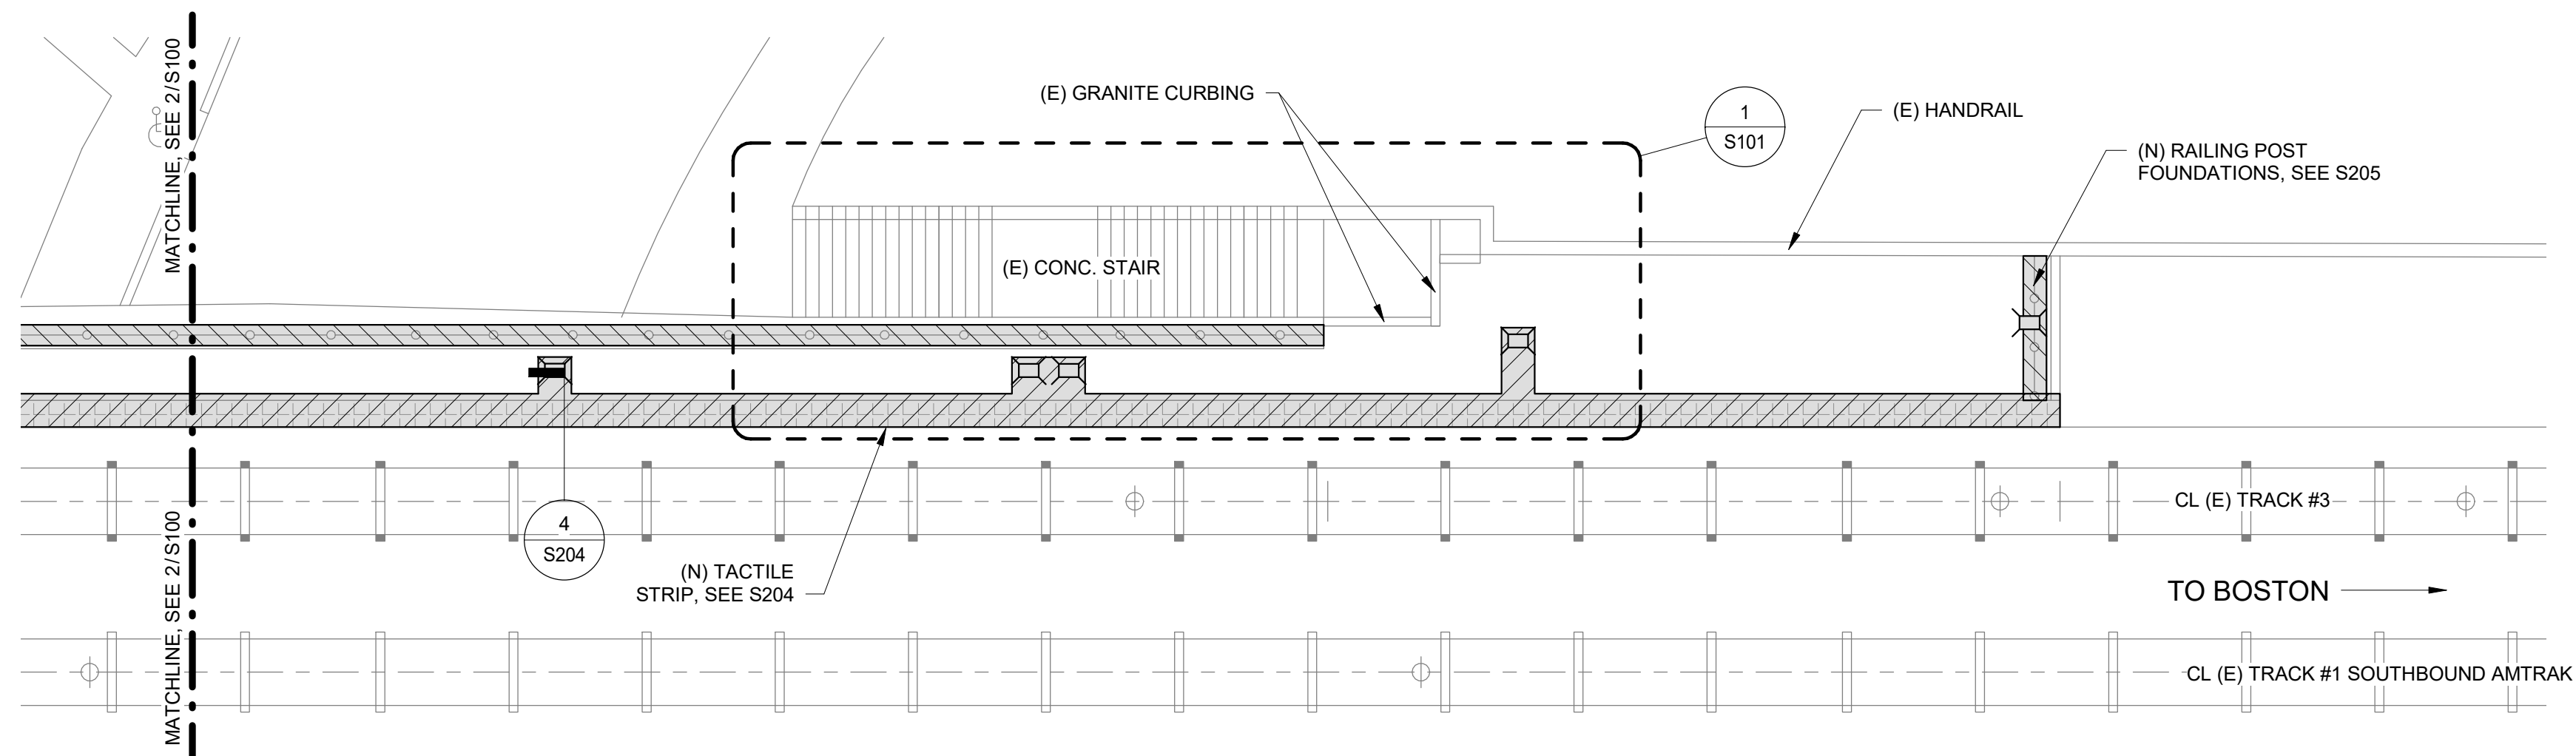 MATCHLINE, SEE 2/S100
(E) GRANITE CURBING
1
S101
(E) HANDRAIL
(N) RAILING POST
FOUNDATIONS, SEE S205
(E) CONC. STAIR
4
S204
(N) TACTILE
STRIP, SEE S204
CL (E) TRACK #3
TO BOSTON
MATCHLINE, SEE 2/S100
CL (E) TRACK #1 SOUTHBOUND AMTRAK